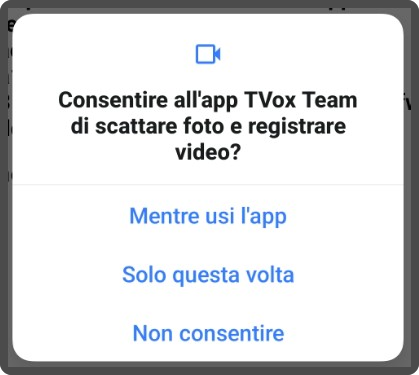 Consentire all'app TVox Team
di scattare foto e registrare
video?
Mentre usi l'app
Solo questa volta
Non consentire